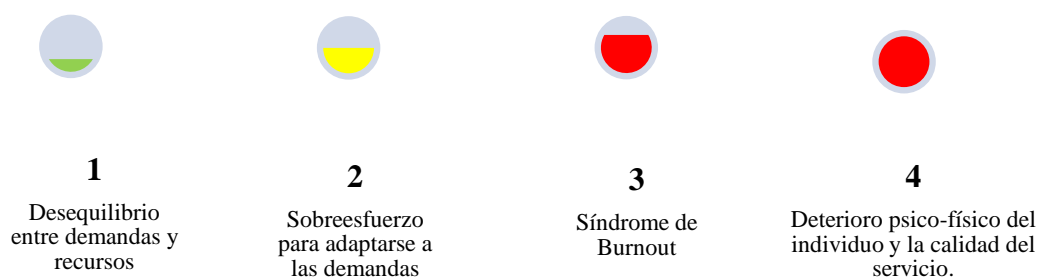 1
Desequilibrio
entre demandas y
recursos
2
Sobreesfuerzo
para adaptarse a
las demandas
3
Síndrome de
Burnout
4
Deterioro psico-físico del
individuo y la calidad del
servicio.